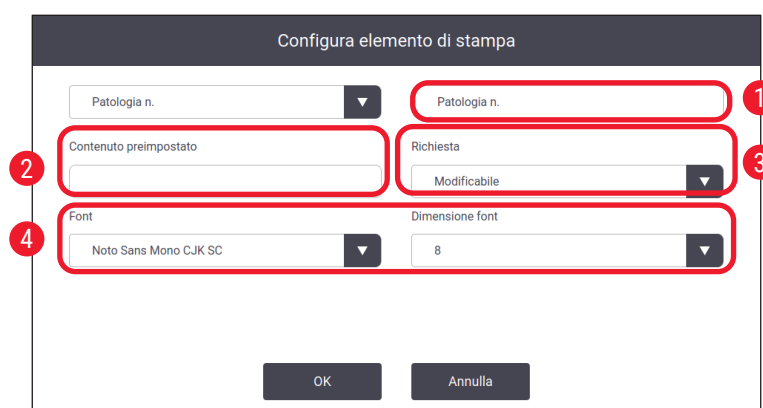 Configura elemento di stampa
Patologia n.
Patologia n.
1
2
Contenuto preimpostato
Richiesta
3
Modificabile
4
Font
Dimensione font
Noto Sans Mono CJK SC
8
OK
Annulla